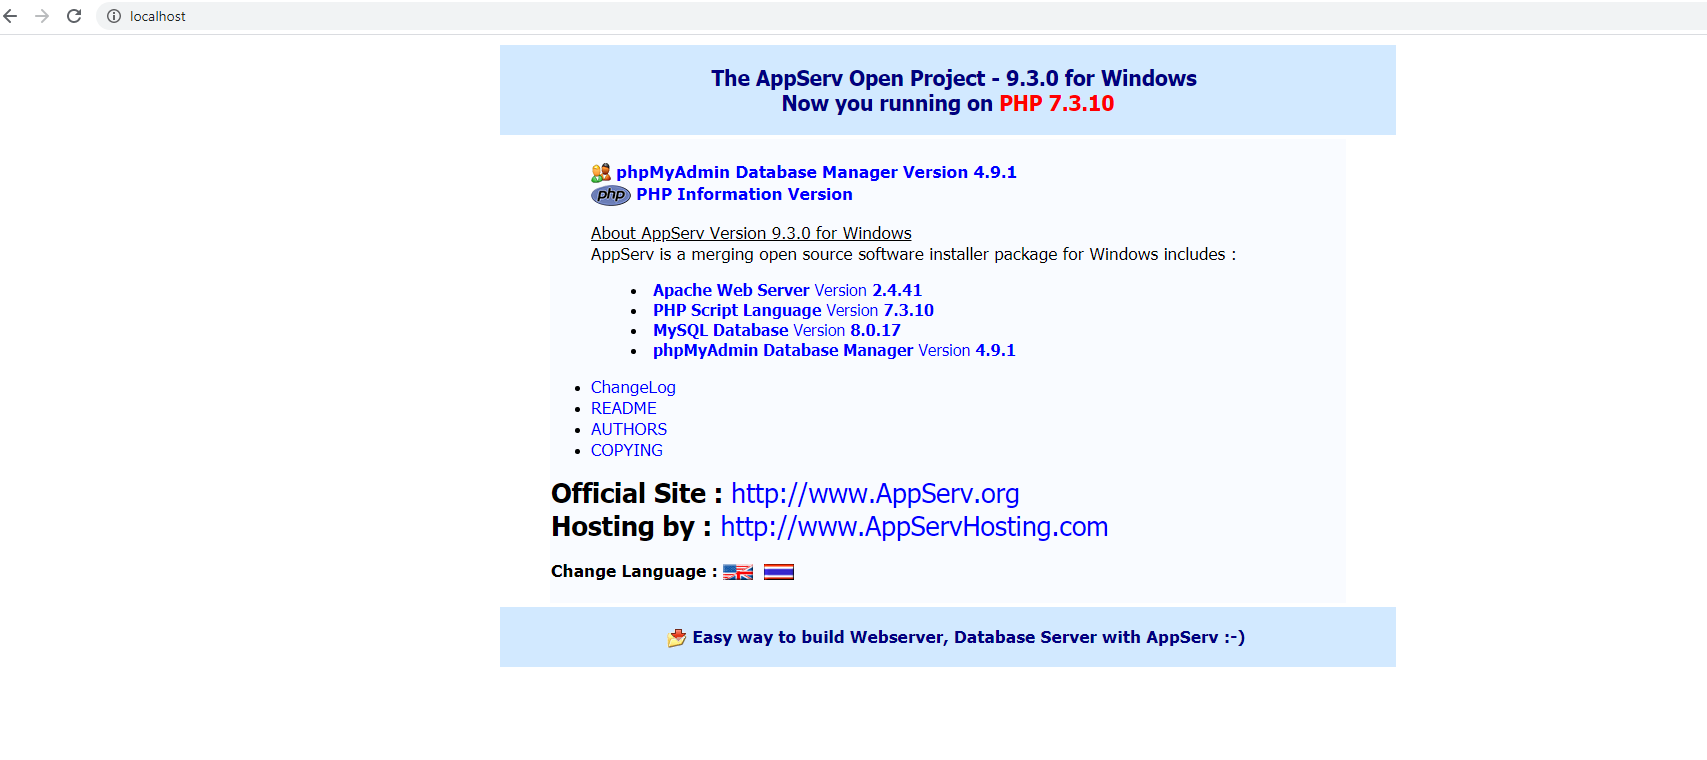 localhost
The AppServ Open Project - 9.3.0 for Windows
Now you running on PHP 7.3.10
phpMyAdmin Database Manager Version 4.9.1
php PHP Information Version
About AppServ Version 9.3.0 for Windows
AppServ is a merging open source software installer package for Windows includes :
• Apache Web Server Version 2.4.41
• PHP Script Language Version 7.3.10
• MySQL Database Version 8.0.17
• phpMyAdmin Database Manager Version 4.9.1
• ChangeLog
• README
• AUTHORS
• COPYING
Official Site : http://www.AppServ.org
Hosting by : http://www.AppServHosting.com
Change Language :
Easy way to build Webserver, Database Server with AppServ :-)